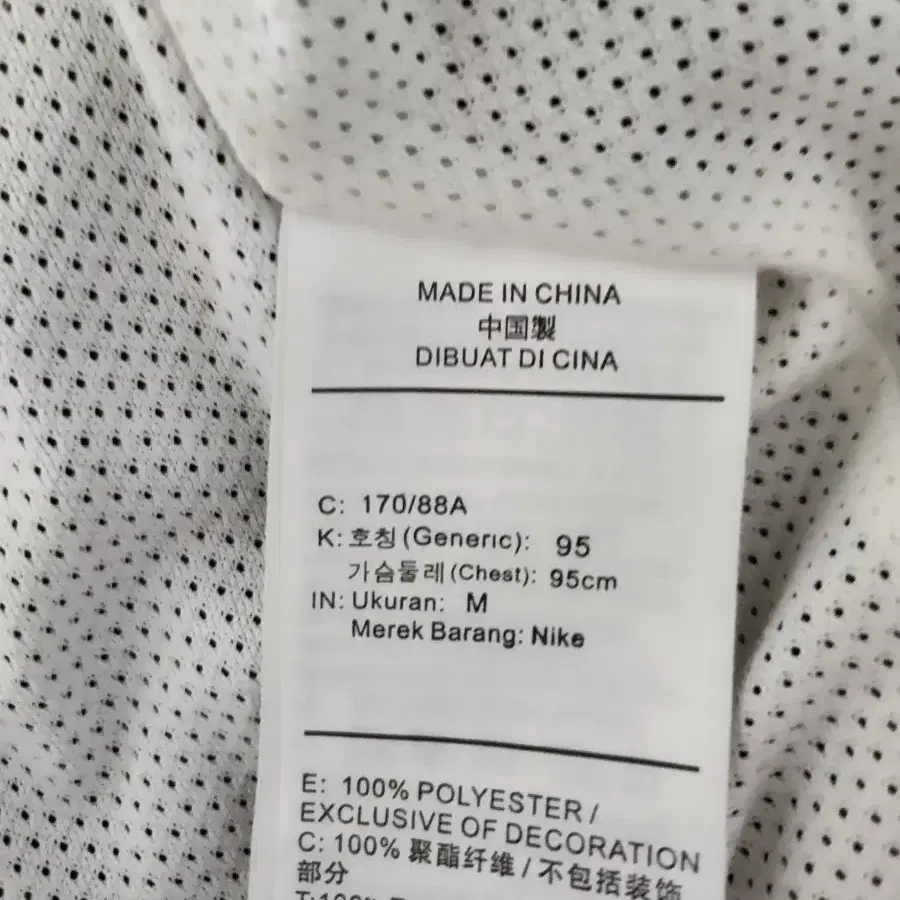 MADE IN CHINA
中国製
DIBUAT DI CINA
C: 170/88A
K: 호칭 (Generic): 95
가슴둘레 (Chest): 95cm
IN: Ukuran: M
Merek Barang: Nike
E: 100% POLYESTER /
EXCLUSIVE OF DECORATION
C: 100% 聚酯纤维 / 不包括装饰
部分